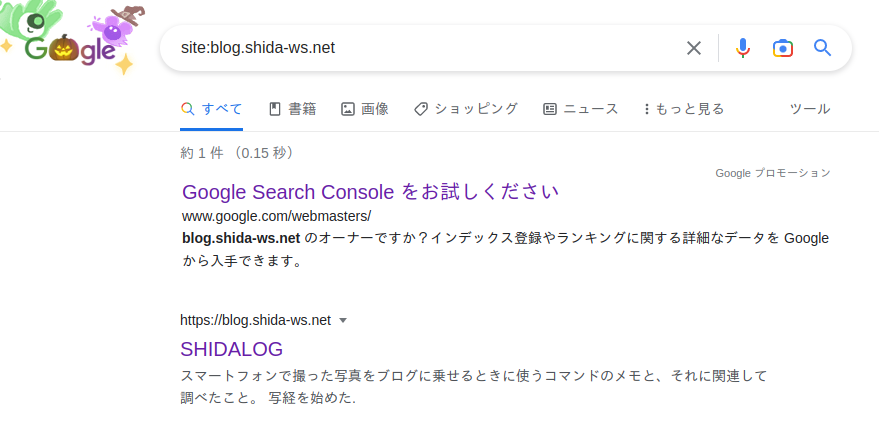 Google
site:blog.shida-ws.net
すべて 書籍 画像 ショッピング ニュース もっと見る ツール
約 1 件 （0.15 秒）
Google プロモーション
Google Search Console をお試しください
www.google.com/webmasters/
blog.shida-ws.net のオーナーですか？インデックス登録やランキングに関する詳細なデータを Google
から入手できます。
https://blog.shida-ws.net
SHIDALOG
スマートフォンで撮った写真をブログに乗せるときに使うコマンドのメモと、それに関連して
調べたこと。 写経を始めた.